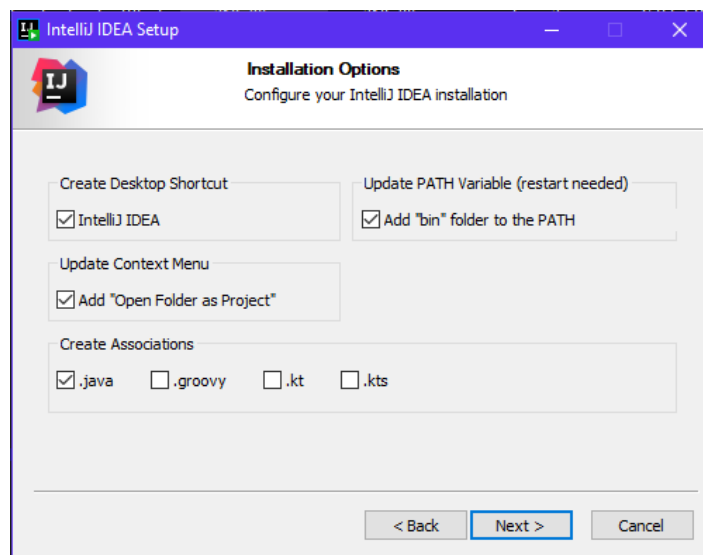 IntelliJ IDEA Setup
IJ
Installation Options
Configure your IntelliJ IDEA installation
Create Desktop Shortcut
IntelliJ IDEA
Update PATH Variable (restart needed)
Add "bin" folder to the PATH
Update Context Menu
Add "Open Folder as Project"
Create Associations
.java .groovy .kt .kts
< Back Next > Cancel